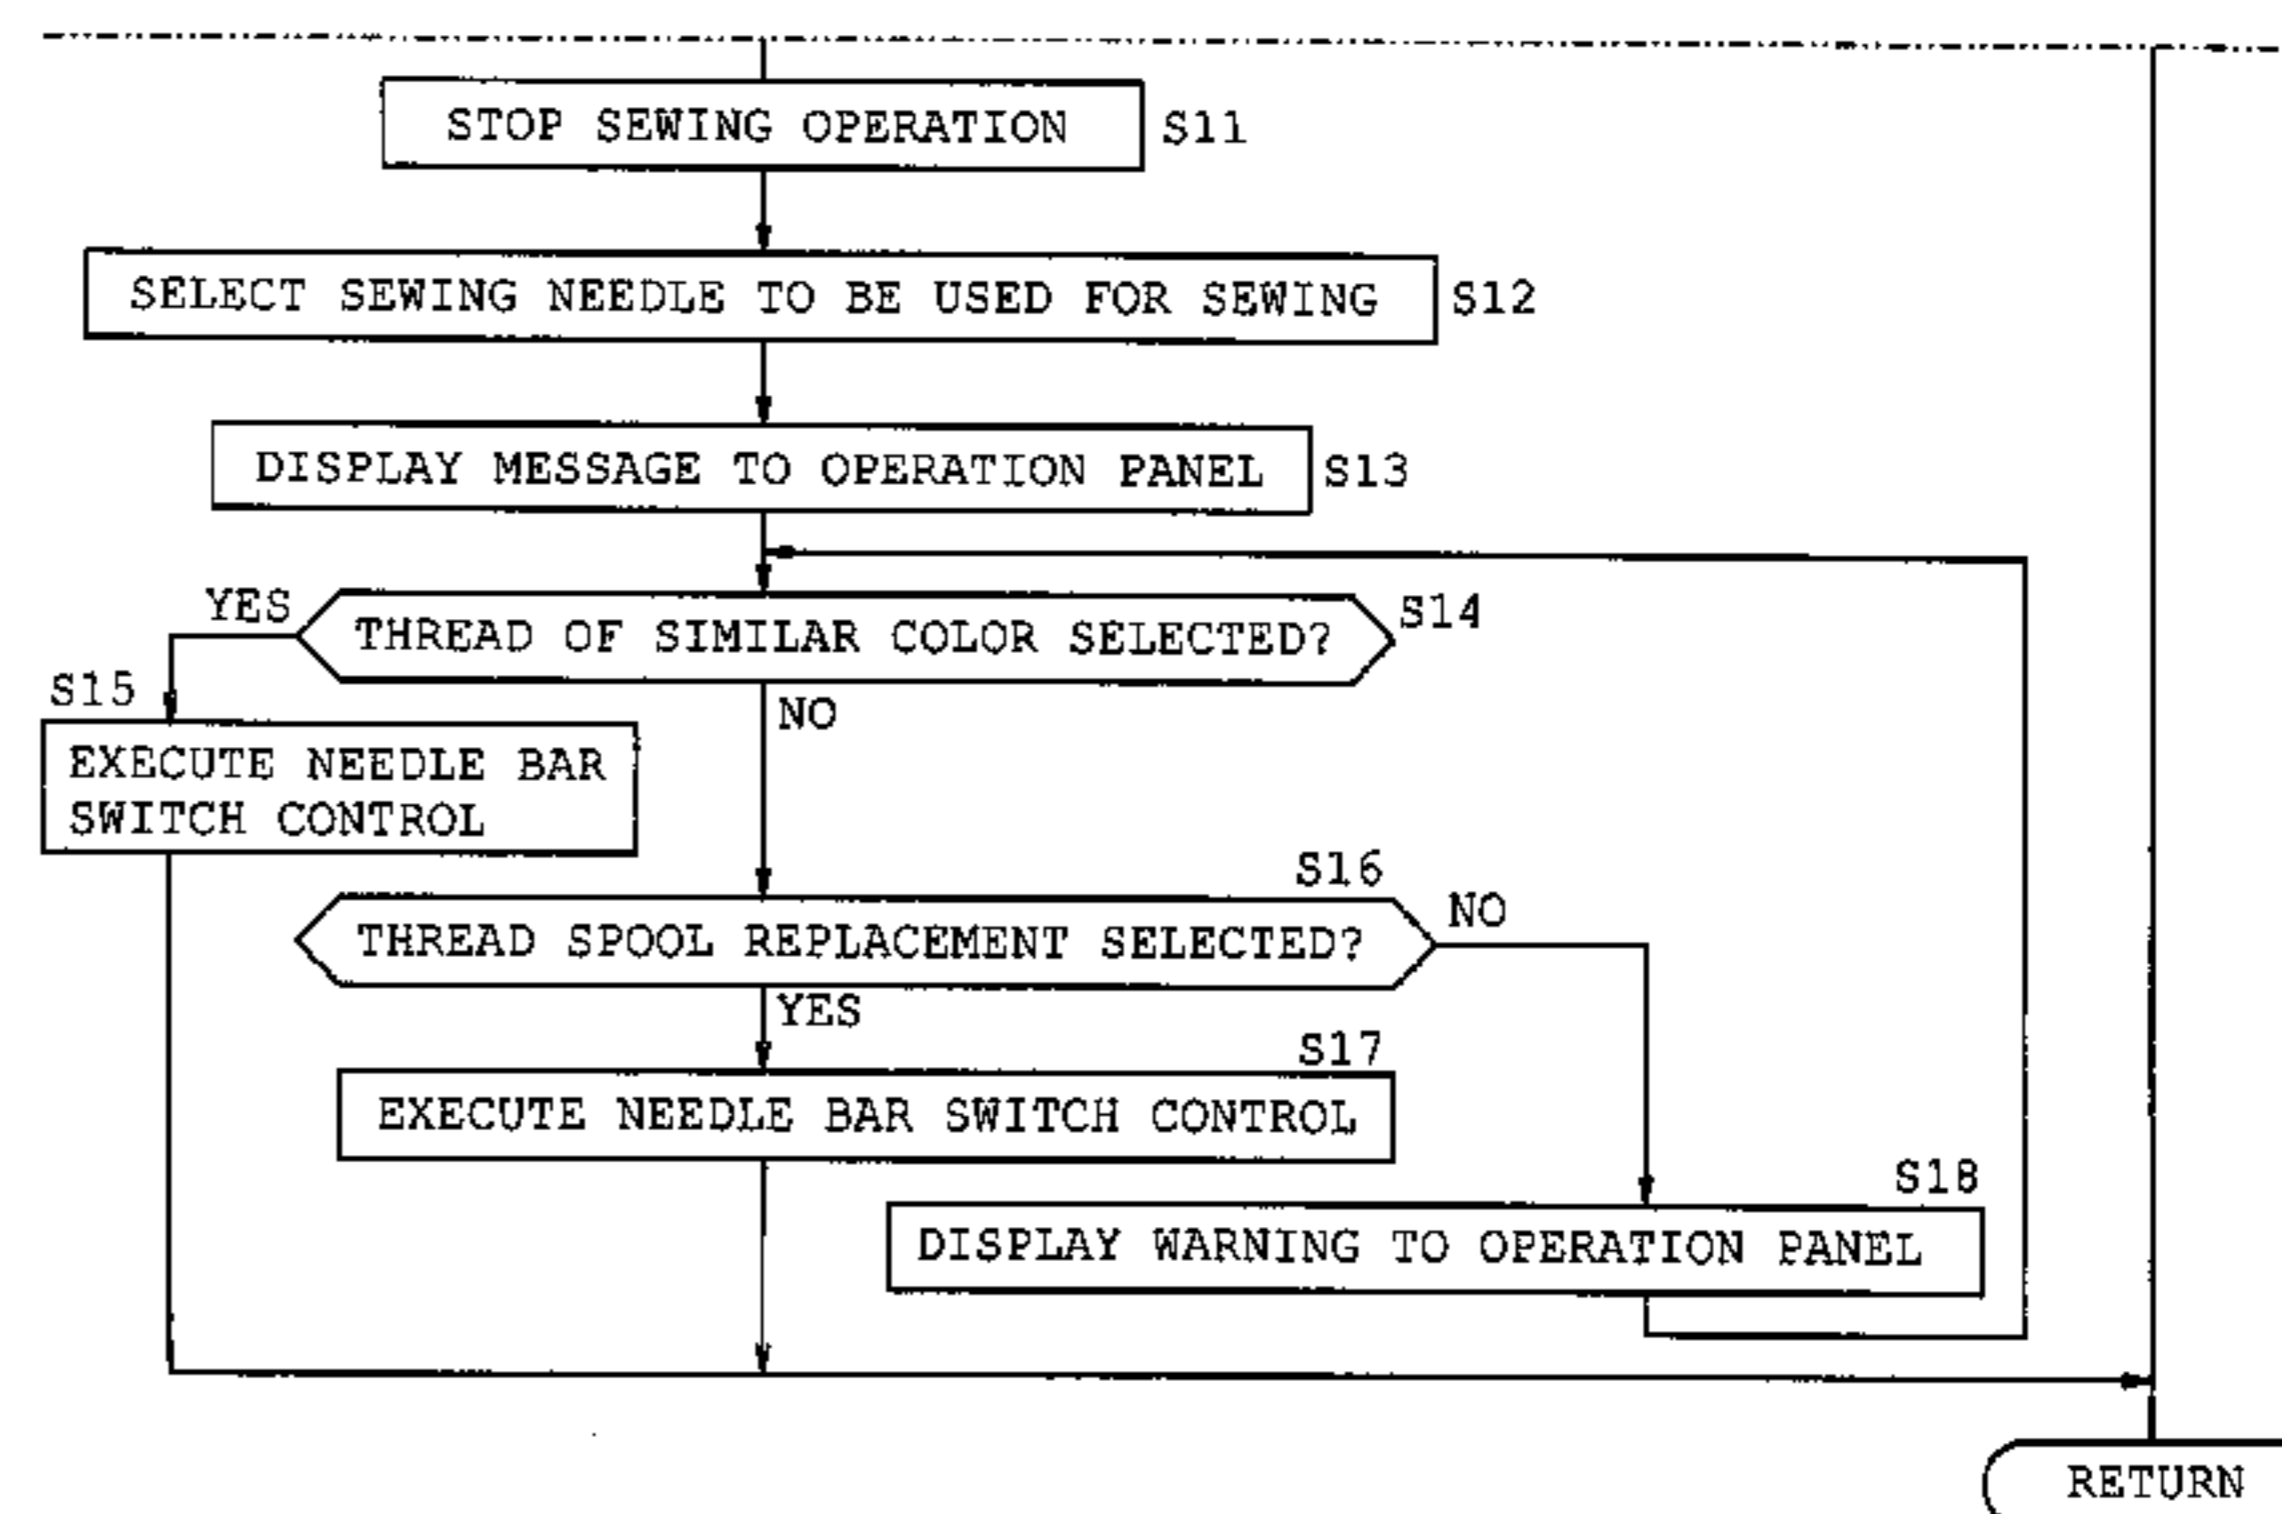 STOP SEWING OPERATION S11
SELECT SEWING NEEDLE TO BE USED FOR SEWING S12
DISPLAY MESSAGE TO OPERATION PANEL S13
YES
THREAD OF SIMILAR COLOR SELECTED? S14
S15
NO
EXECUTE NEEDLE BAR
SWITCH CONTROL
S16
THREAD SPOOL REPLACEMENT SELECTED? NO
YES
S17
EXECUTE NEEDLE BAR SWITCH CONTROL
S18
DISPLAY WARNING TO OPERATION PANEL
RETURN